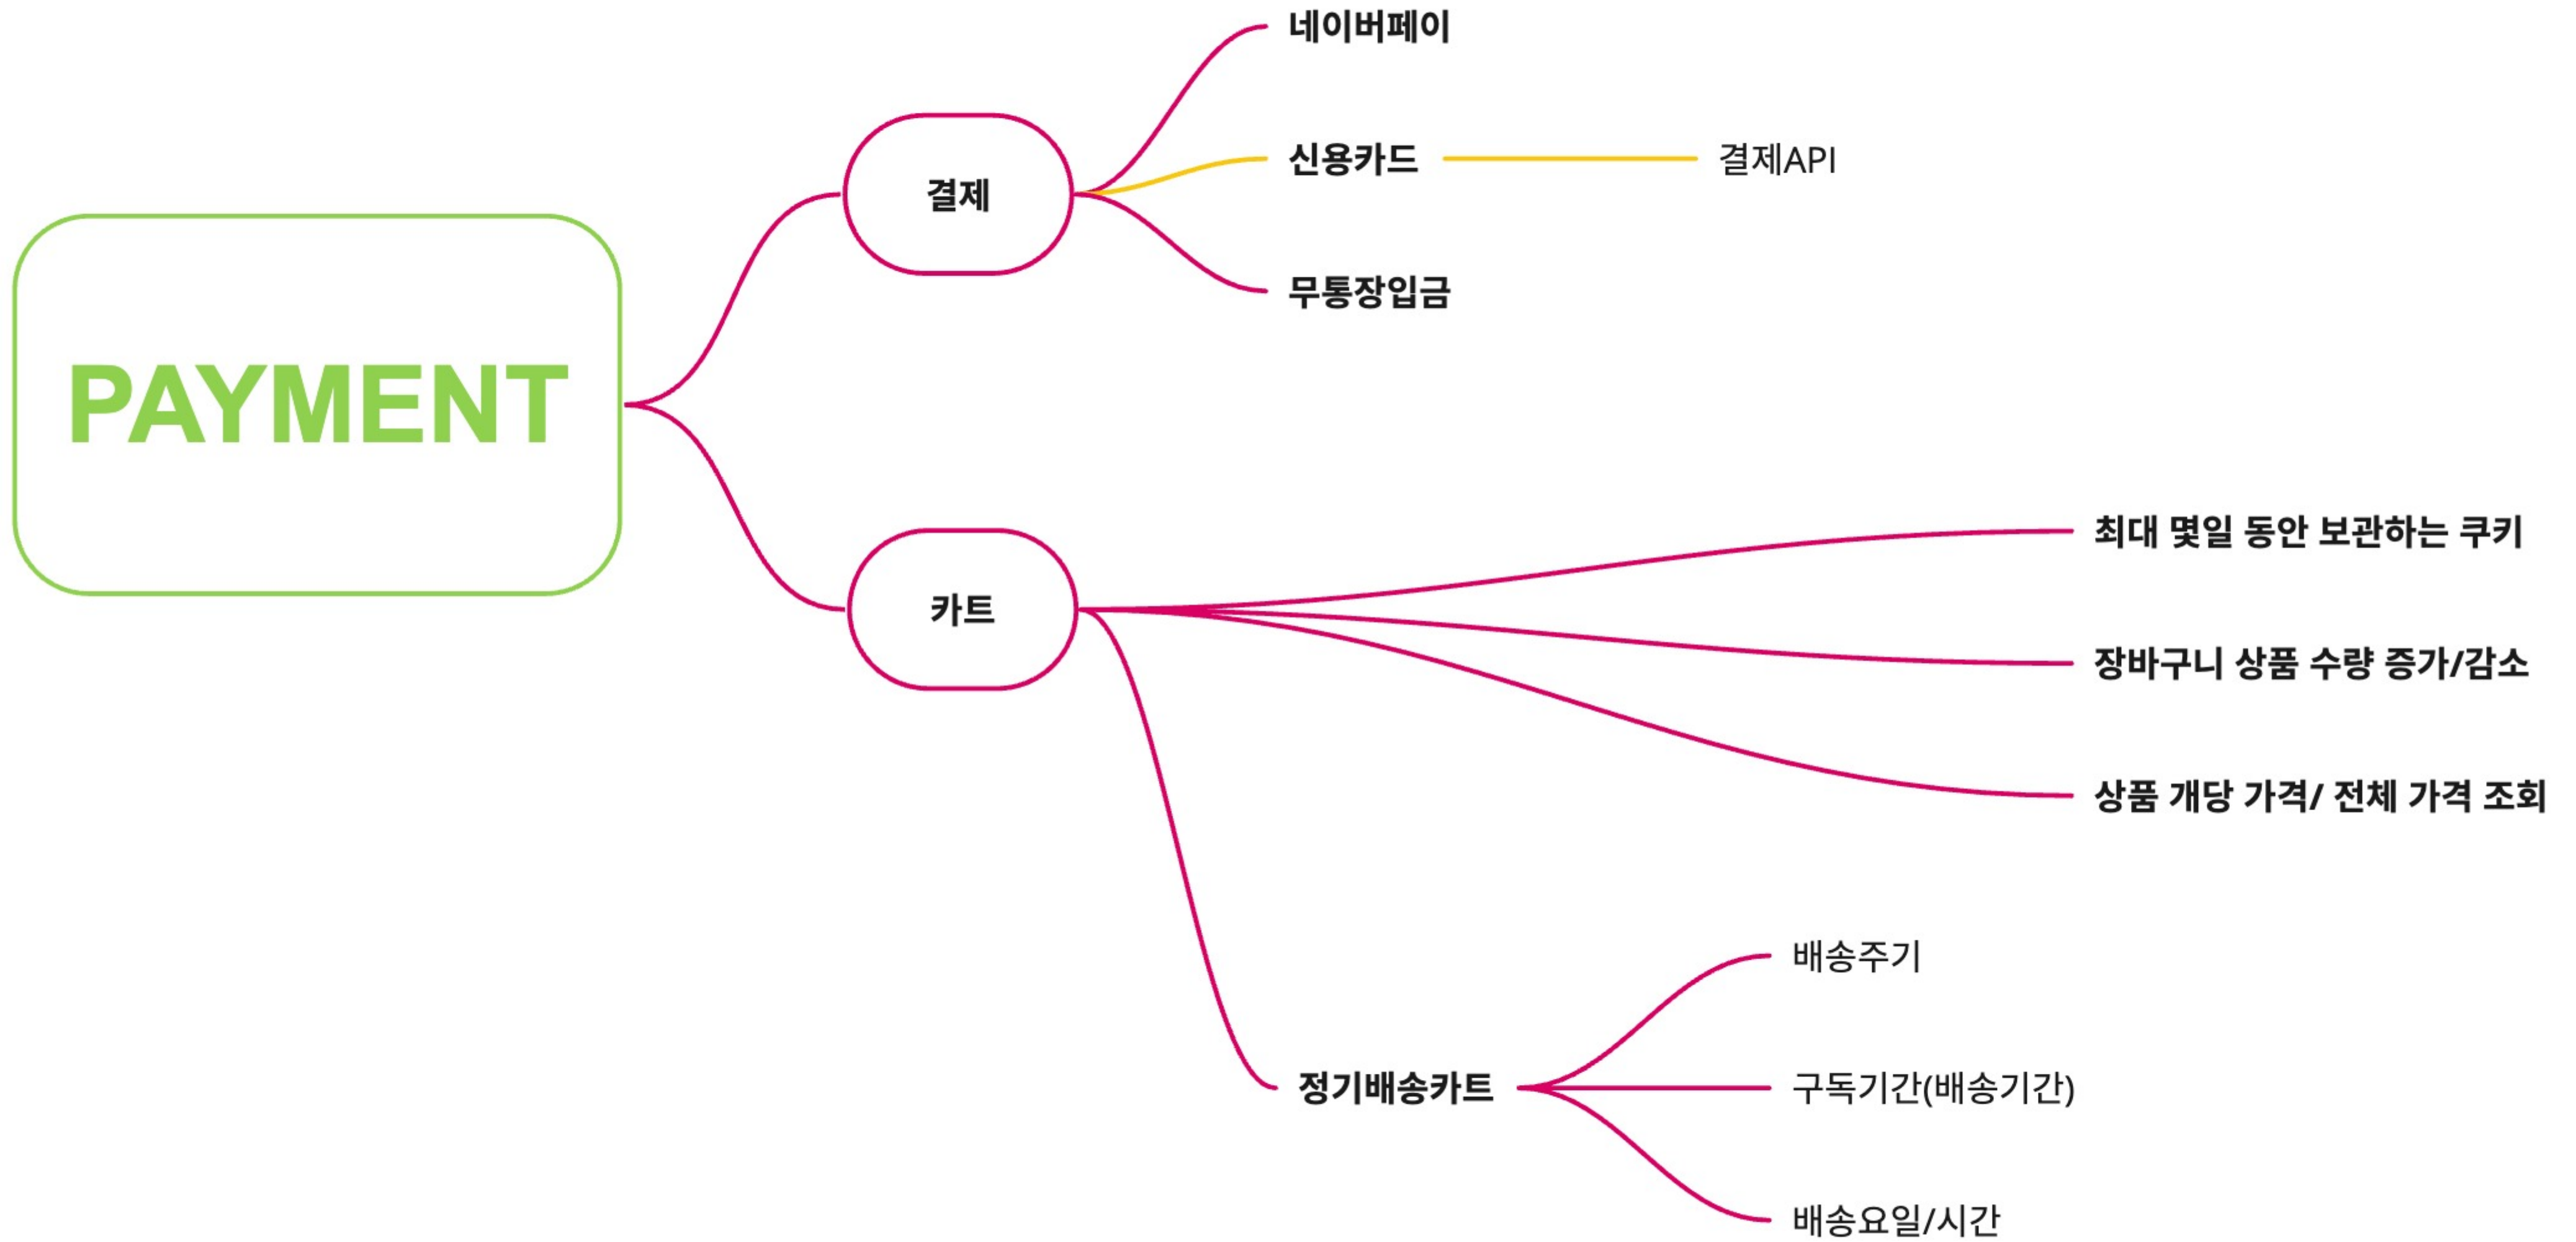 PAYMENT
결제
네이버페이
신용카드
결제API
무통장입금
카트
최대 몇일 동안 보관하는 쿠키
장바구니 상품 수량 증가/감소
상품 개당 가격/ 전체 가격 조회
정기배송카트
배송주기
구독기간(배송기간)
배송요일/시간